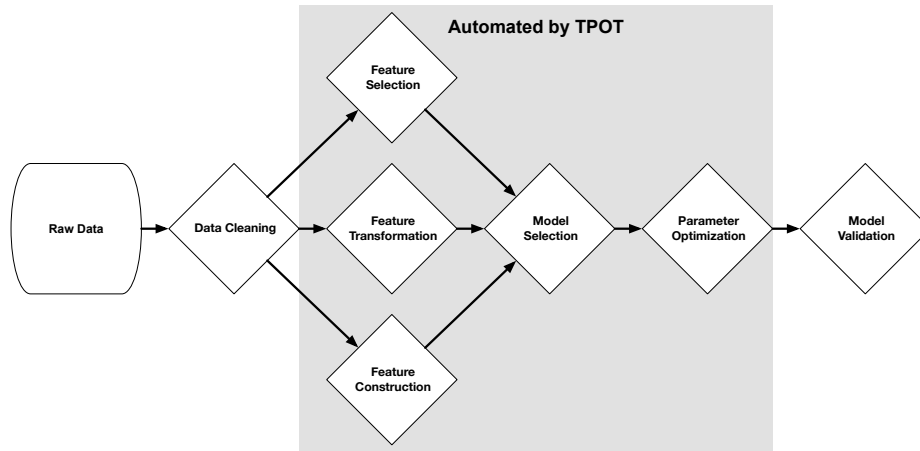 Automated by TPOT
Feature
Selection
Raw Data
Data Cleaning
Feature
Transformation
Model
Selection
Parameter
Optimization
Model
Validation
Feature
Construction